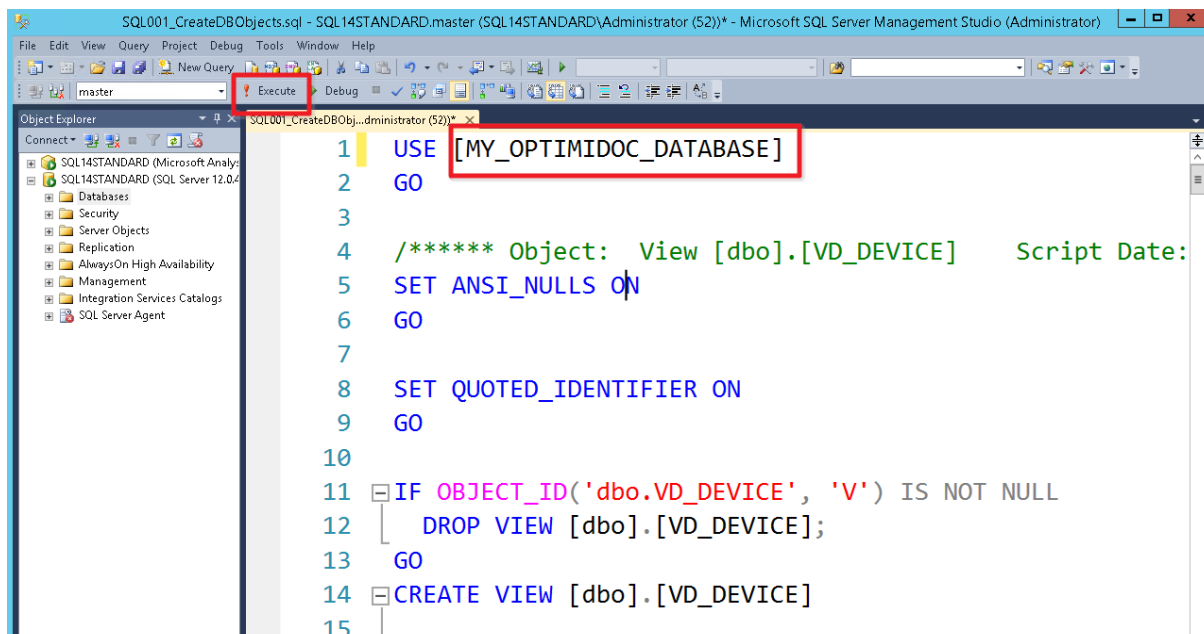 SQL001_CreateDBObjects.sql - SQL14STANDARD.master (SQL14STANDARD\Administrator (52))* - Microsoft SQL Server Management Studio (Administrator)
File Edit View Query Project Debug Tools Window Help
New Query
master Execute Debug
Object Explorer
SQL001_CreateDBObj...dministrator (52))*
Connect
SQL14STANDARD (Microsoft Analy
SQL14STANDARD (SQL Server 12.0.4
Databases
Security
Server Objects
Replication
AlwaysOn High Availability
Management
Integration Services Catalogs
SQL Server Agent
1 USE [MY_OPTIMIDOC_DATABASE]
2 GO
3
4 /****** Object: View [dbo].[VD_DEVICE] Script Date:
5 SET ANSI_NULLS ON
6 GO
7
8 SET QUOTED_IDENTIFIER ON
9 GO
10
11 IF OBJECT_ID('dbo.VD_DEVICE', 'V') IS NOT NULL
12 DROP VIEW [dbo].[VD_DEVICE];
13 GO
14 CREATE VIEW [dbo].[VD_DEVICE]
15